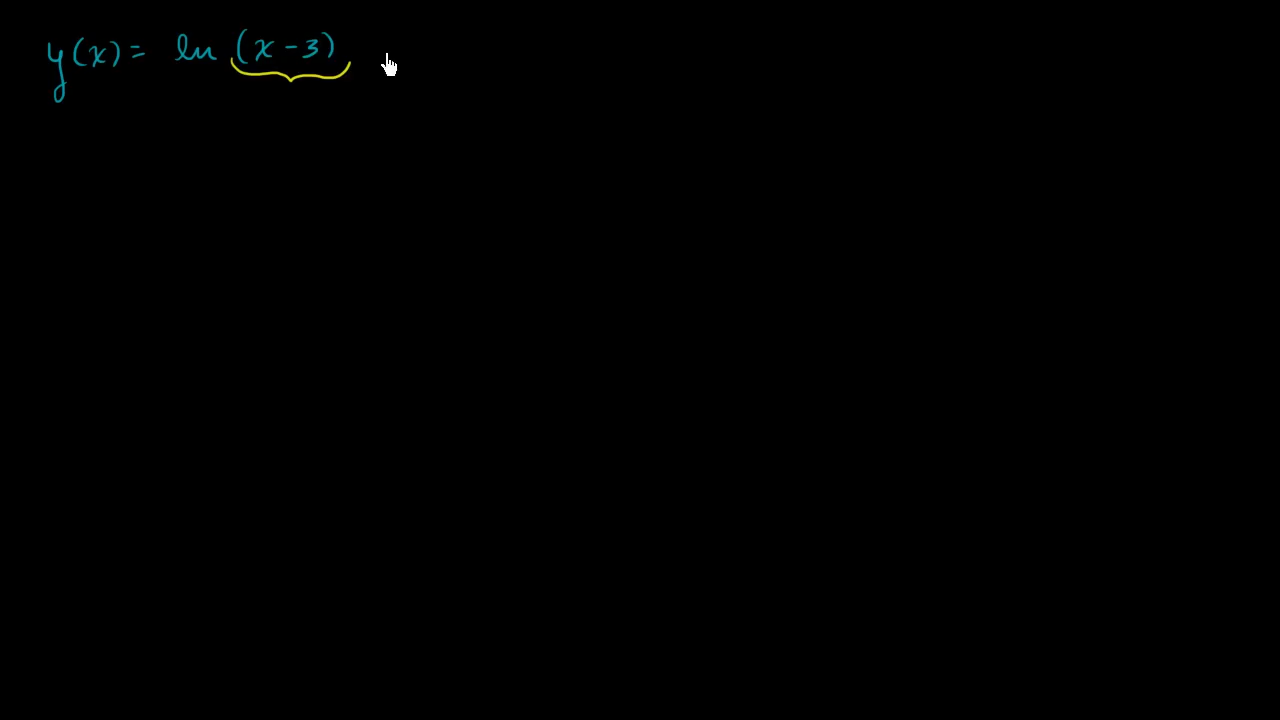 y(x) = ln (x - 3)